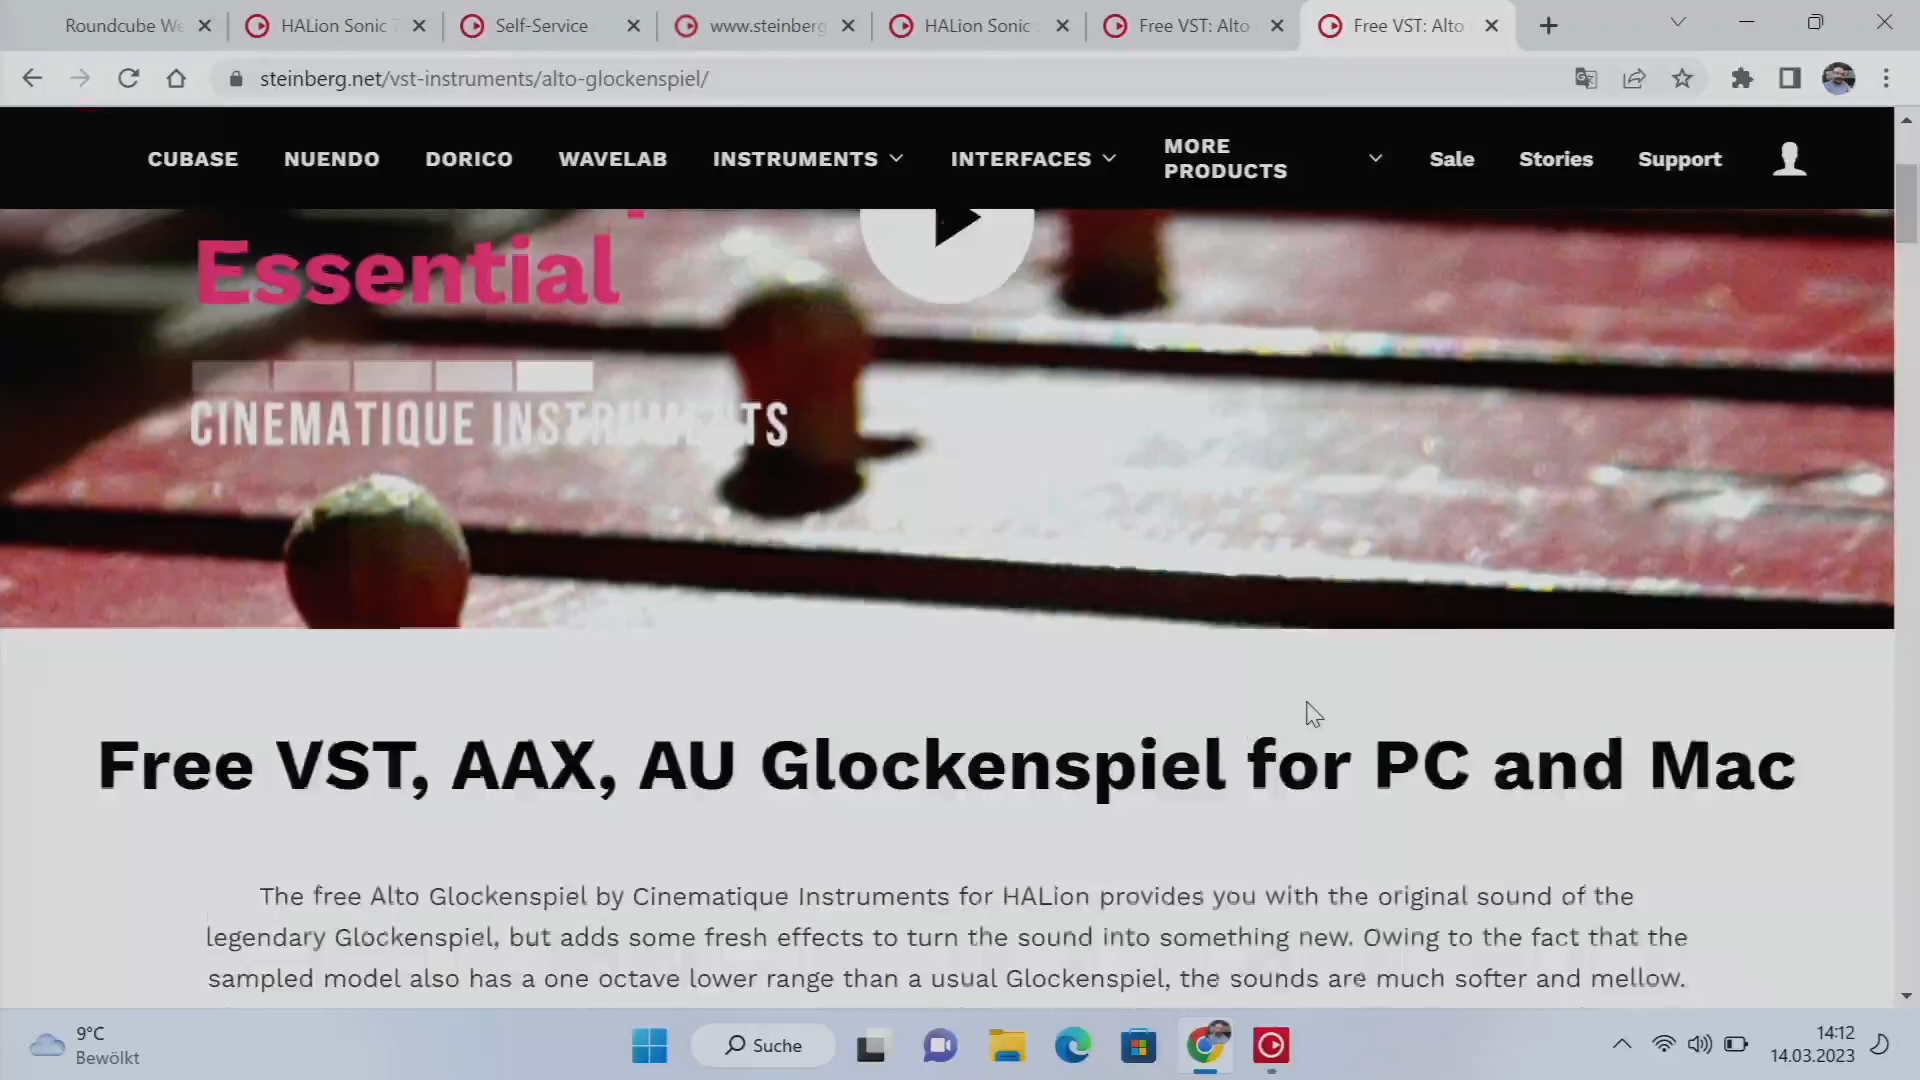 Roundcube We
HALion Sonic 7
Self-Service
www.steinberg
HALion Sonic
Free VST: Alto
Free VST: Alto
steinberg.net/vst-instruments/alto-glockenspiel/
CUBASE
NUENDO
DORICO
WAVELAB
INSTRUMENTS
INTERFACES
MORE
PRODUCTS
Sale
Stories
Support
Essential
CINEMATIQUE INSTRUMENTS
Free VST, AAX, AU Glockenspiel for PC and Mac
The free Alto Glockenspiel by Cinematique Instruments for HALion provides you with the original sound of the
legendary Glockenspiel, but adds some fresh effects to turn the sound into something new. Owing to the fact that the
sampled model also has a one octave lower range than a usual Glockenspiel, the sounds are much softer and mellow.
9°C
Bewölkt
Suche
14:12
14.03.2023